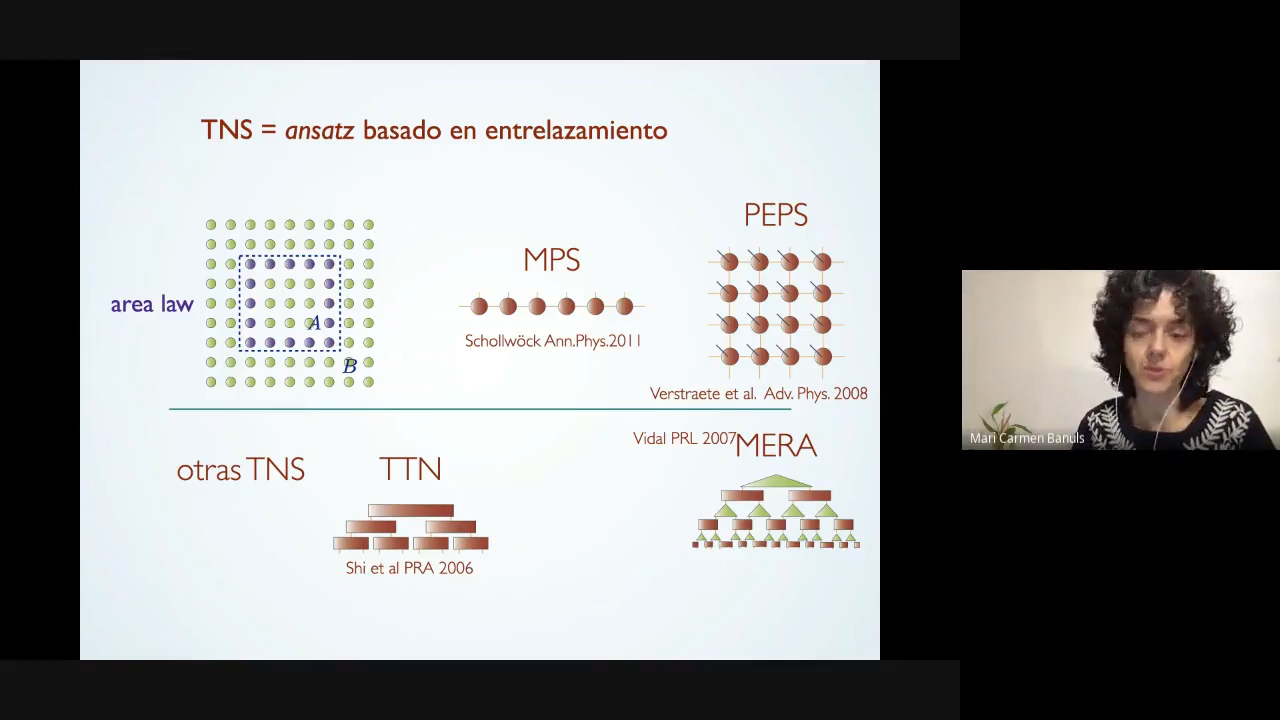 TNS = ansatz basado en entrelazamiento
PEPS
MPS
area law
A
B
Schollwöck Ann.Phys.2011
Verstraete et al. Adv. Phys. 2008
Vidal PRL 2007
MERA
otras TNS
TTN
Shi et al PRA 2006
Mari Carmen Banuls